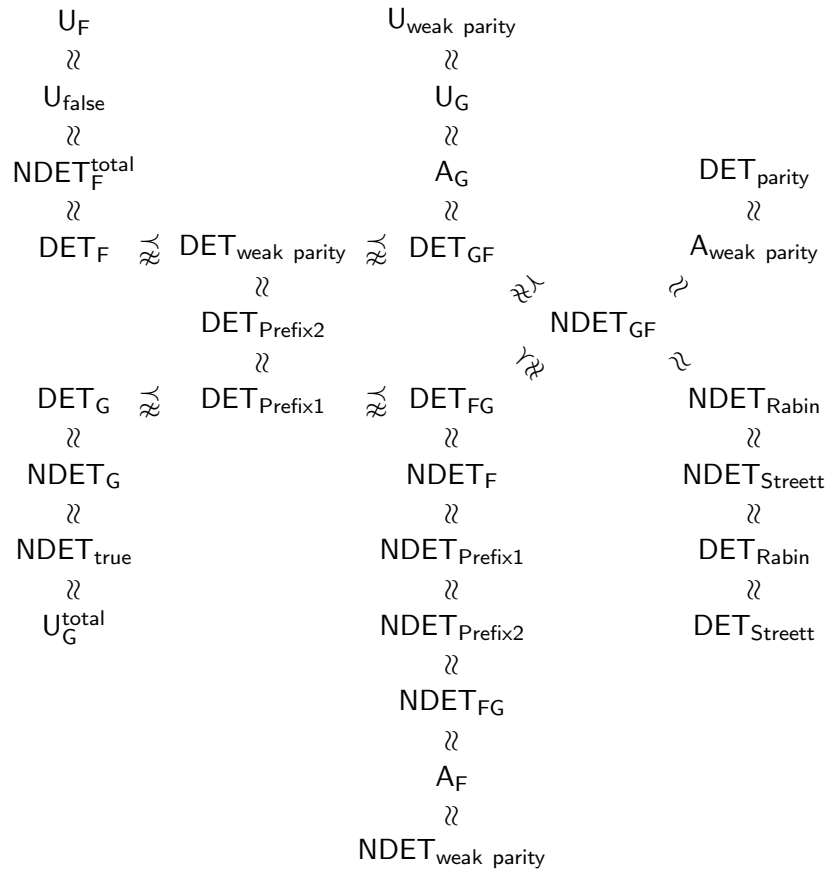 U_F U_weak parity
≀≀ ≀≀
U_false U_G
≀≀ ≀≀
NDET_F^total A_G DET_parity
≀≀ ≀≀ ≀≀
DET_F ⋨ DET_weak parity ⋨ DET_GF A_weak parity
≀≀ ⋨ ≈
DET_Prefix2 NDET_GF
≀≀ ⋨ ≈
DET_G ⋨ DET_Prefix1 ⋨ DET_FG NDET_Rabin
≀≀ ≀≀ ≀≀
NDET_G NDET_F NDET_Streett
≀≀ ≀≀ ≀≀
NDET_true NDET_Prefix1 DET_Rabin
≀≀ ≀≀ ≀≀
U_G^total NDET_Prefix2 DET_Streett
≀≀
NDET_FG
≀≀
A_F
≀≀
NDET_weak parity